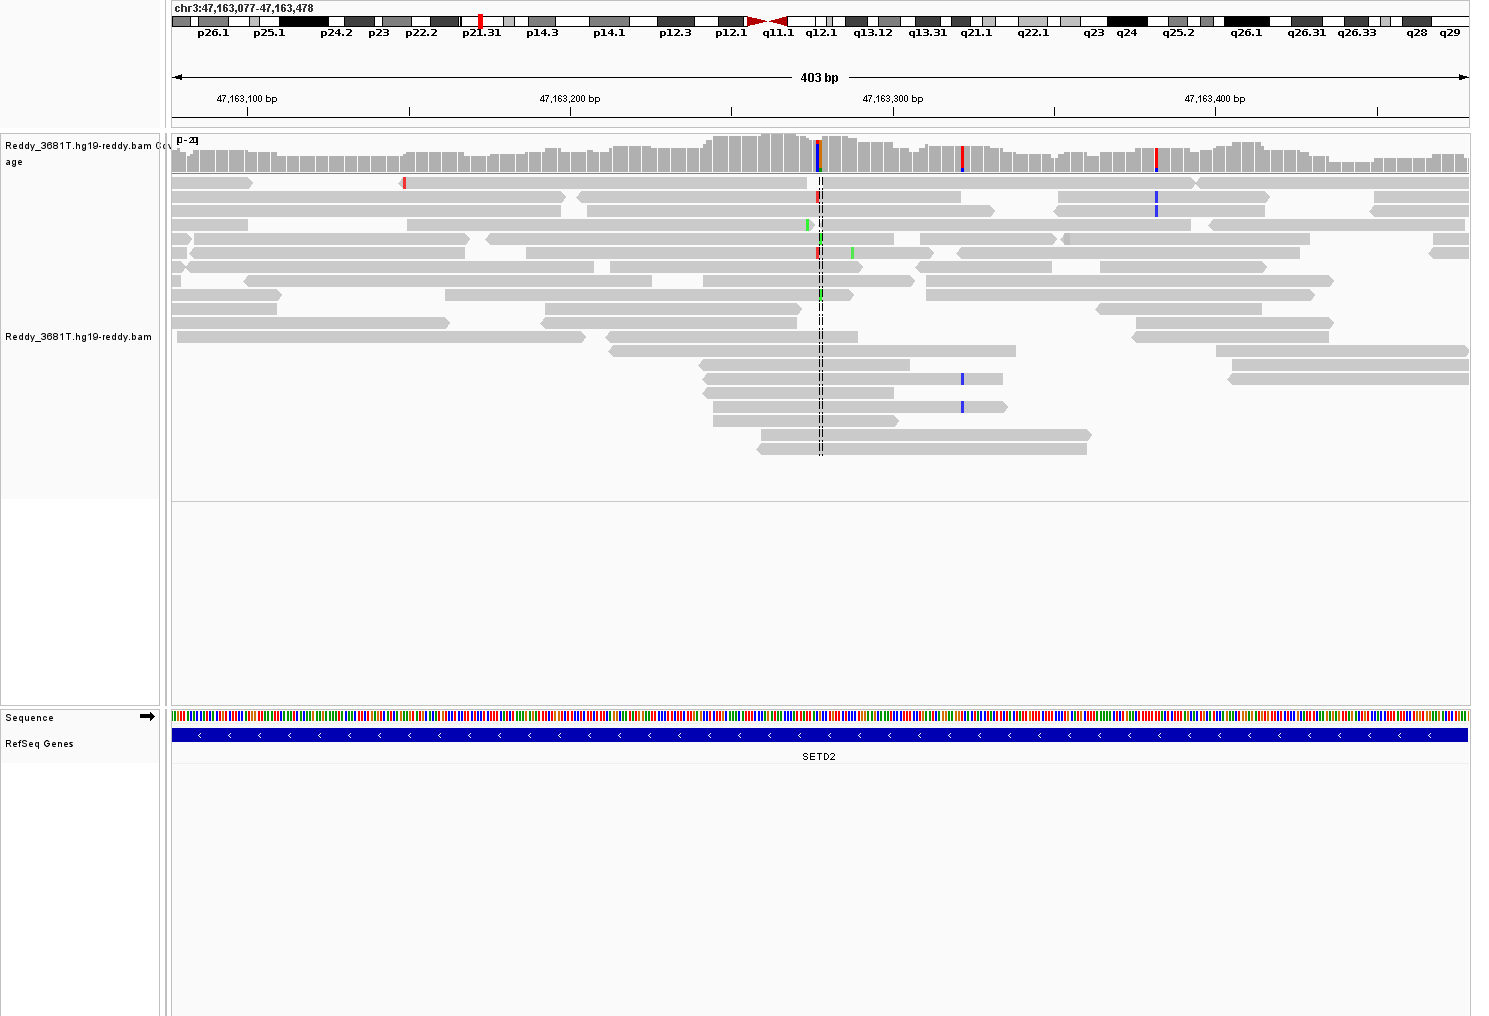 chr3:47,163,077-47,163,478
p26.1 p25.1 p24.2 p23 p22.2 p21.31 p14.3 p14.1 p12.3 p12.1 q11.1 q12.1 q13.12 q13.31 q21.1 q22.1 q23 q24 q25.2 q26.1 q26.31 q26.33 q28 q29
403 bp
47,163,100 bp 47,163,200 bp 47,163,300 bp 47,163,400 bp
[0 - 20]
Reddy_3681T.hg19-reddy.bam Cov
age
Reddy_3681T.hg19-reddy.bam
Sequence
RefSeq Genes
SETD2